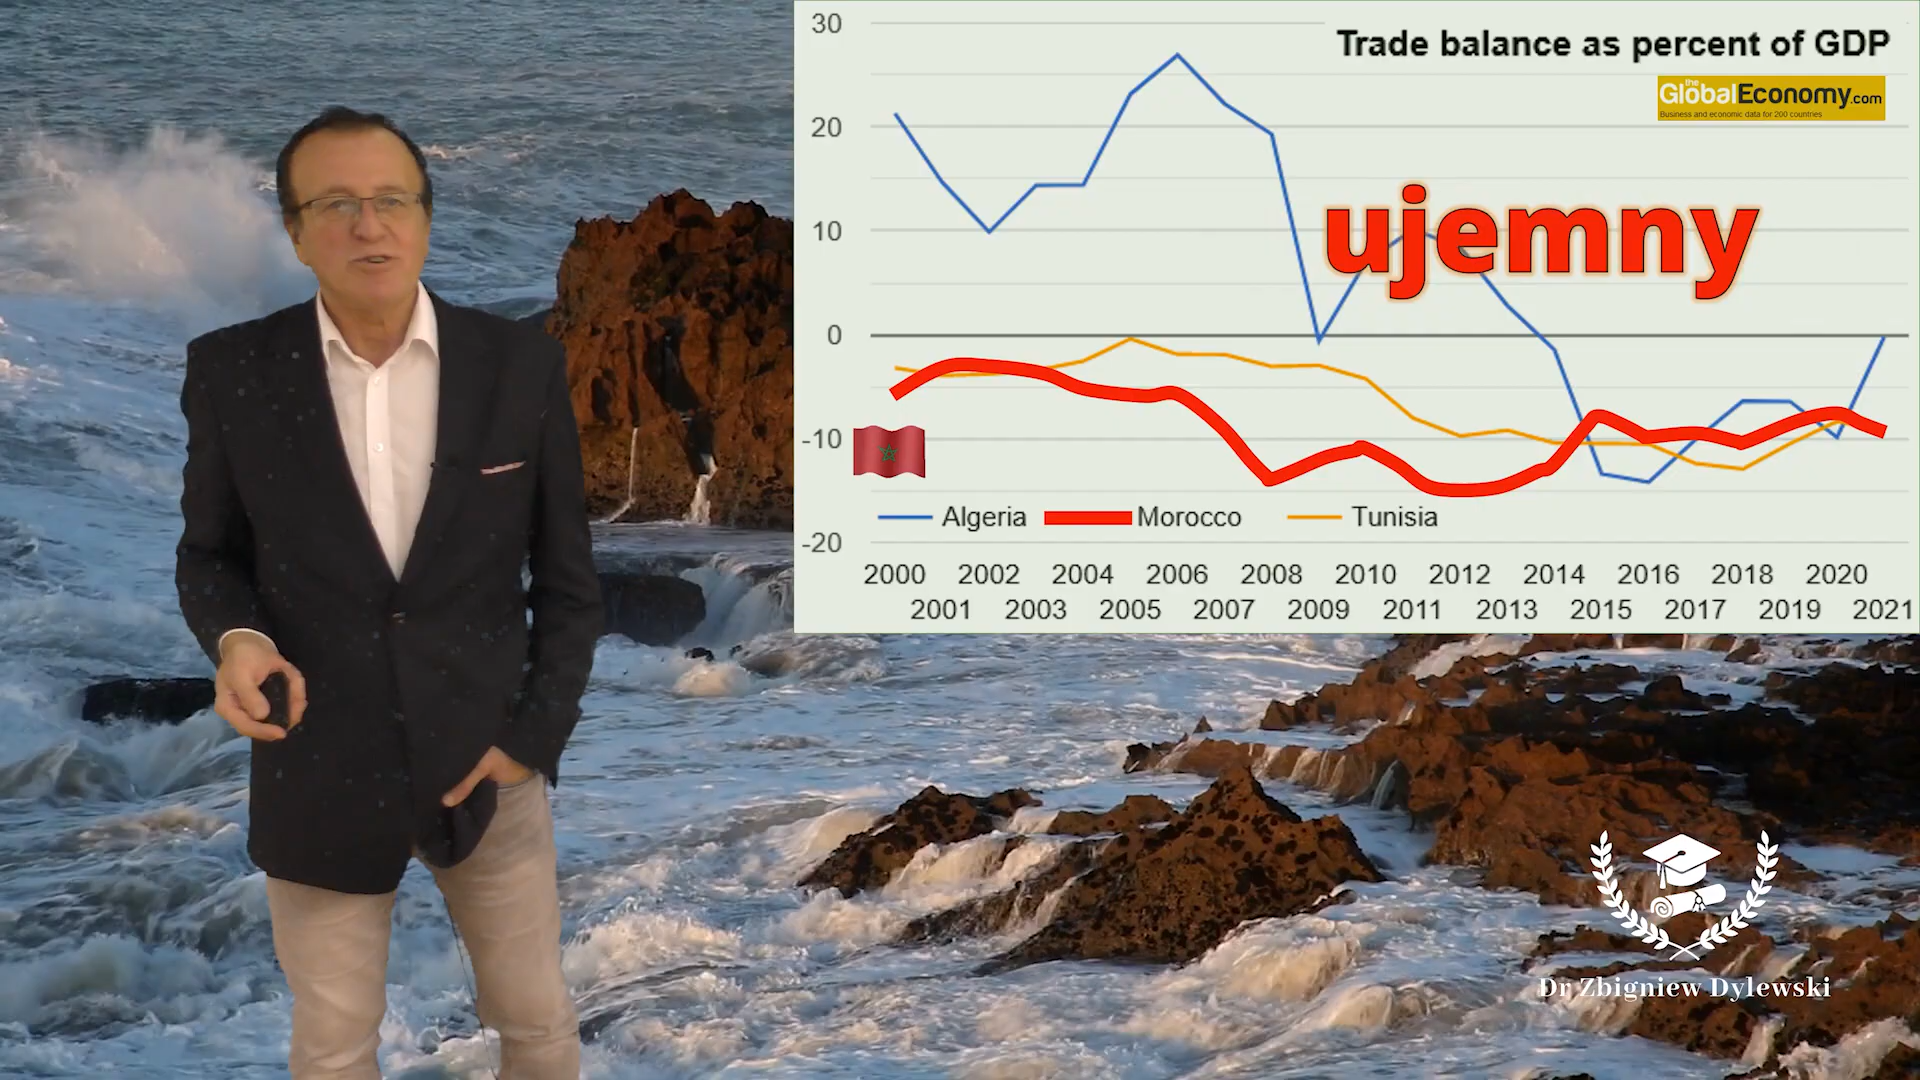 30
Trade balance as percent of GDP
the
GlobalEconomy.com
Business and economic data for 200 countries
20
ujemny
10
0
-10
Algeria Morocco Tunisia
-20
2000 2002 2004 2006 2008 2010 2012 2014 2016 2018 2020
2001 2003 2005 2007 2009 2011 2013 2015 2017 2019 2021
Dr Zbigniew Dylewski